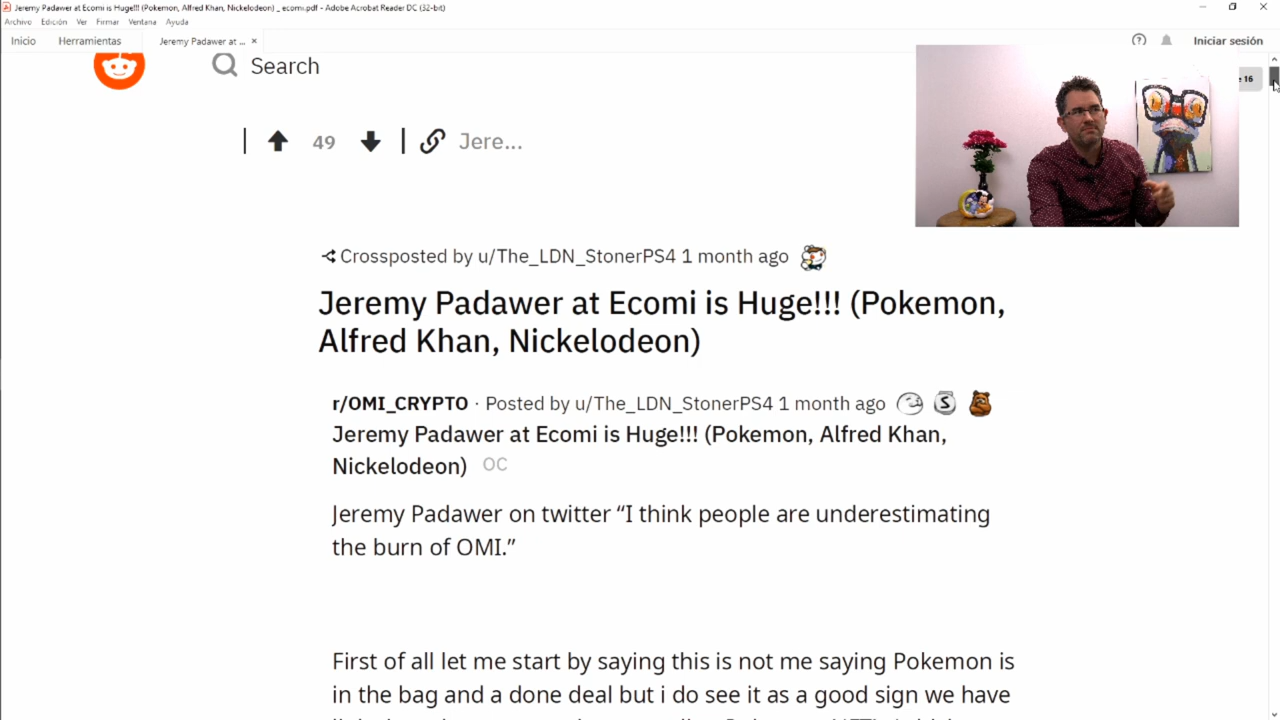 Jeremy Padawer at Ecomi is Huge!!! (Pokemon, Alfred Khan, Nickelodeon) _ ecomi.pdf - Adobe Acrobat Reader DC (32-bit)
Archivo Edición Ver Firmar Ventana Ayuda
Inicio Herramientas Jeremy Padawer at ... × Iniciar sesión
Search
16
49 Jere...
Crossposted by u/The_LDN_StonerPS4 1 month ago
Jeremy Padawer at Ecomi is Huge!!! (Pokemon,
Alfred Khan, Nickelodeon)
r/OMI_CRYPTO · Posted by u/The_LDN_StonerPS4 1 month ago
Jeremy Padawer at Ecomi is Huge!!! (Pokemon, Alfred Khan,
Nickelodeon) OC
Jeremy Padawer on twitter “I think people are underestimating
the burn of OMI.”
First of all let me start by saying this is not me saying Pokemon is
in the bag and a done deal but i do see it as a good sign we have